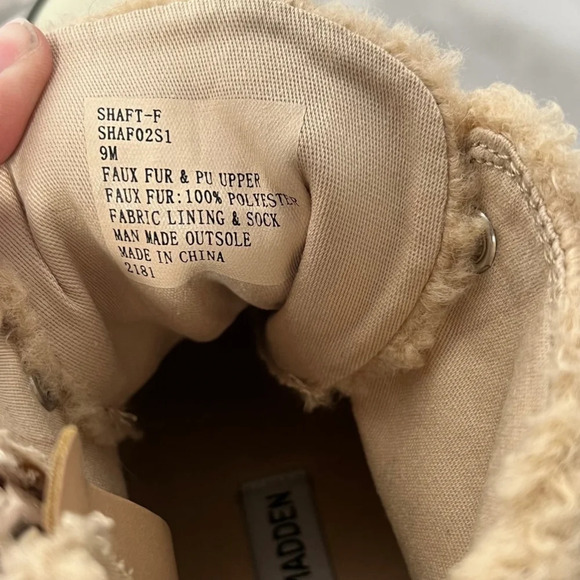 SHAFT-F
SHAF02S1
9M
FAUX FUR & PU UPPER
FAUX FUR: 100% POLYESTER
FABRIC LINING & SOCK
MAN MADE OUTSOLE
MADE IN CHINA
2181
MADDEN